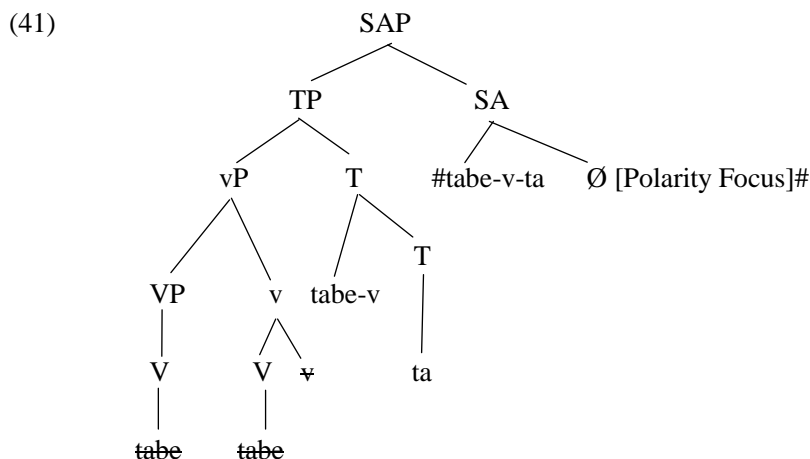 (41) SAP
TP SA
vP T #tabe-v-ta Ø [Polarity Focus]#
T
VP v tabe-v
V V v ta
tabe tabe